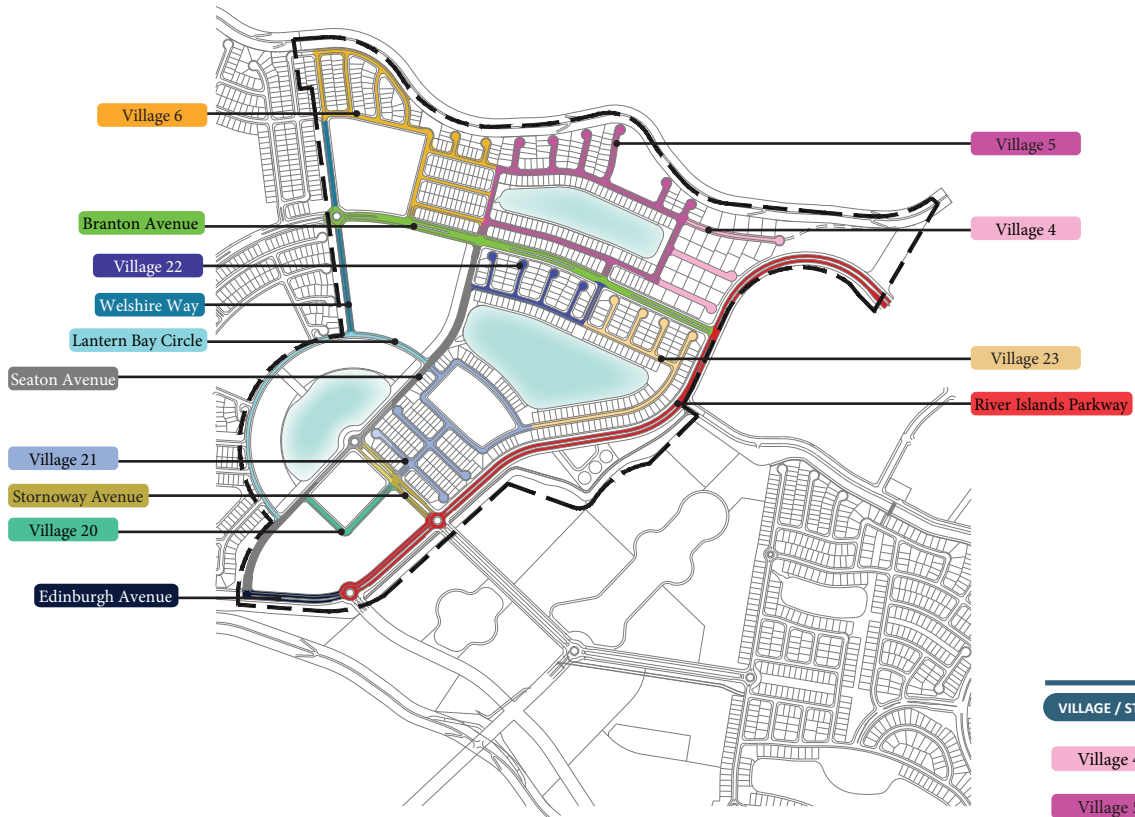 Village 6
Village 5
Branton Avenue
Village 4
Village 22
Welshire Way
Lantern Bay Circle
Village 23
Seaton Avenue
River Islands Parkway
Village 21
Stornoway Avenue
Village 20
Edinburgh Avenue
VILLAGE / ST
Village 4
Village 5